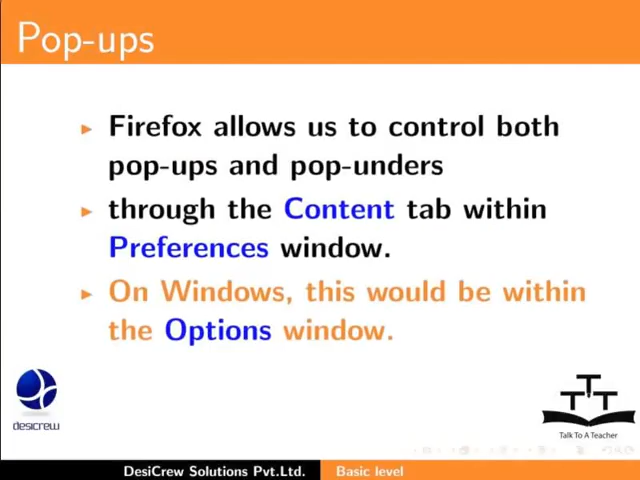 Pop-ups
Firefox allows us to control both
pop-ups and pop-unders
through the Content tab within
Preferences window.
On Windows, this would be within
the Options window.
desicrew
TTT
Talk To A Teacher
DesiCrew Solutions Pvt.Ltd. Basic level